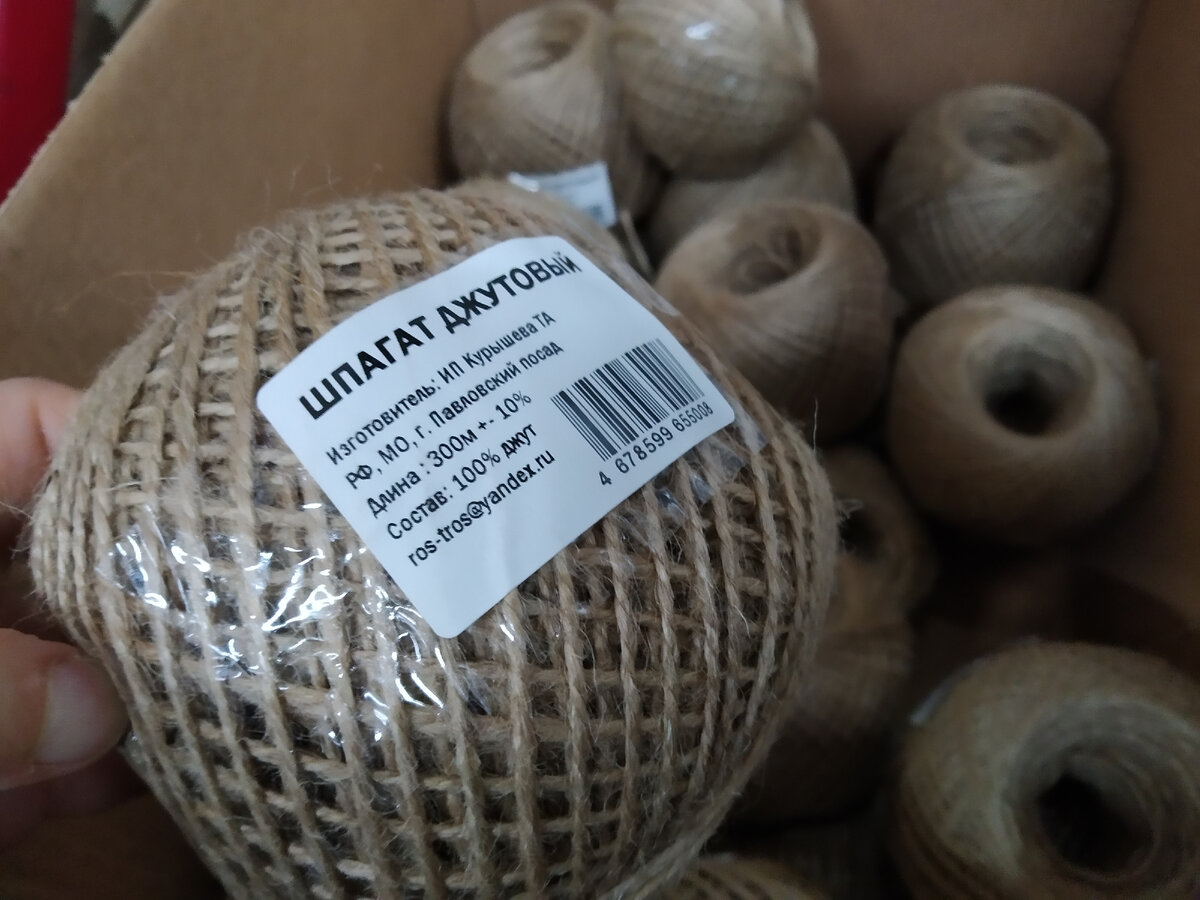 ШПАГАТ ДЖУТОВЫЙ
Изготовитель: ИП Курышева ТА
РФ, МО, г. Павловский посад
Длина : 300м +- 10%
Состав: 100% джут
ros-tros@yandex.ru
4 678599 655008